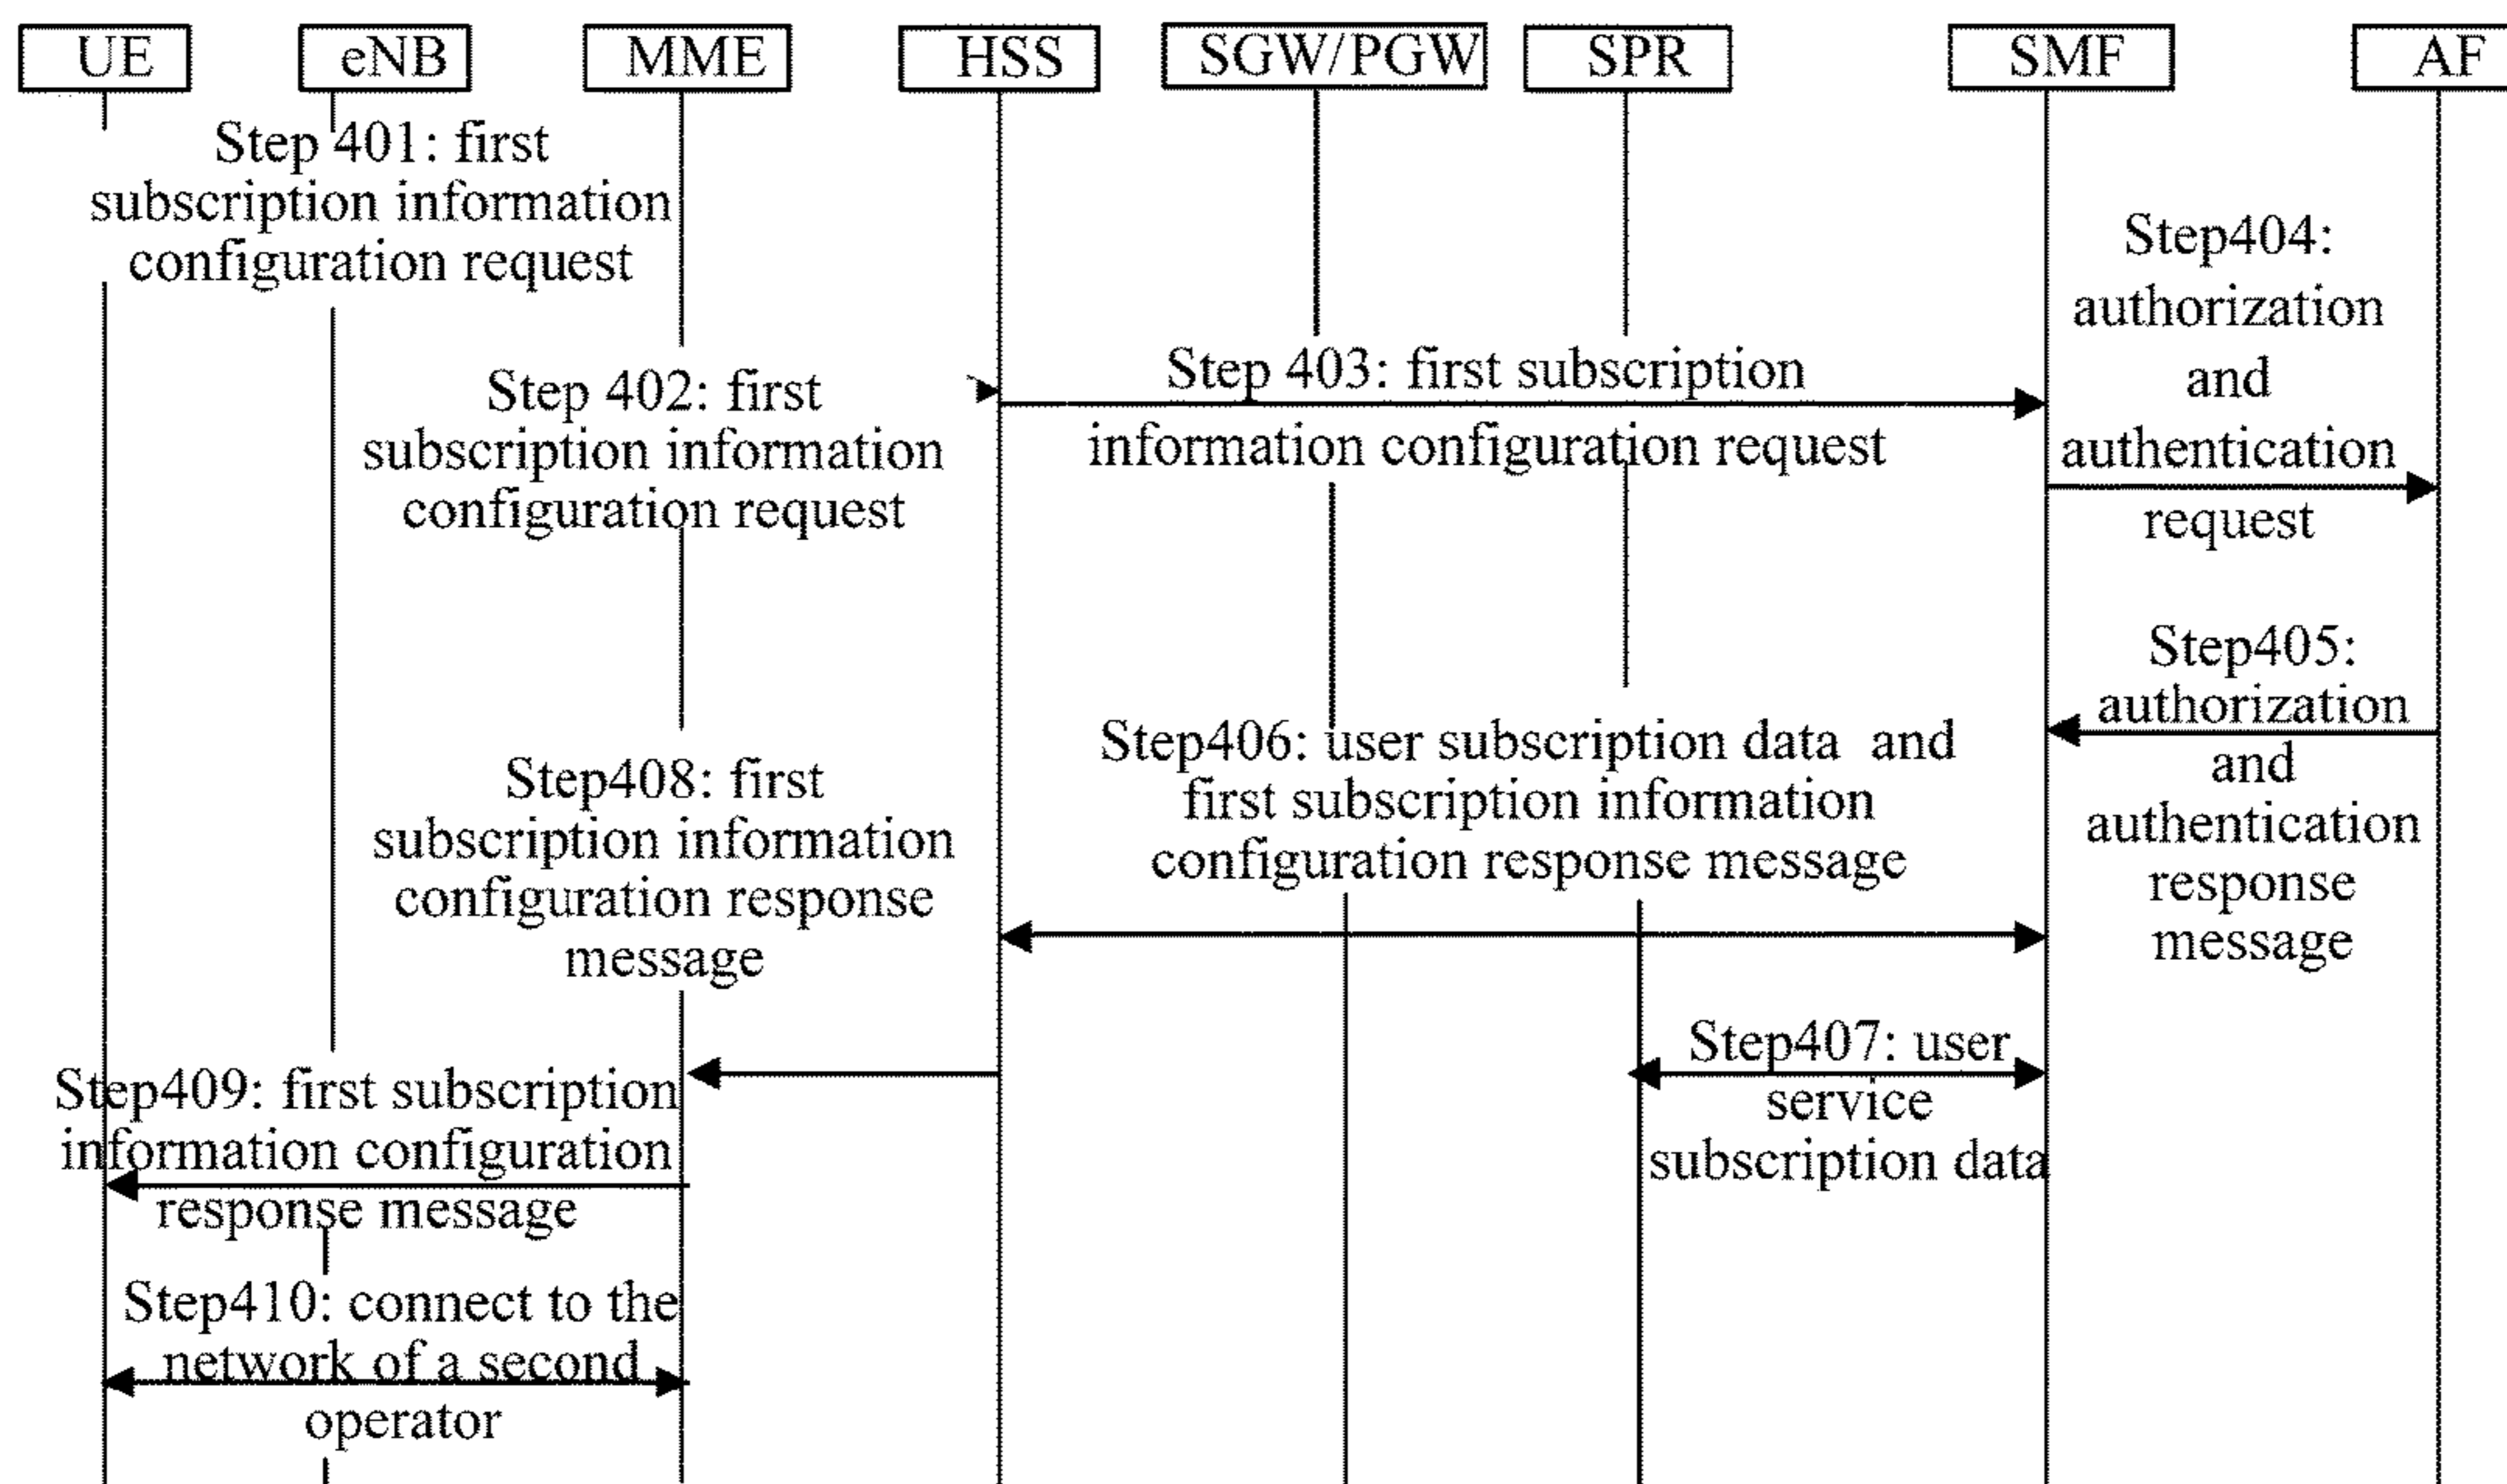 UE
eNB
MME
HSS
SGW/PGW
SPR
SMF
AF
Step 401: first
subscription information
configuration request
Step 402: first
subscription information
configuration request
Step 403: first subscription
information configuration request
Step404:
authorization
and
authentication
request
Step405:
authorization
and
authentication
response
message
Step406: user subscription data and
first subscription information
configuration response message
Step408: first
subscription information
configuration response
message
Step407: user
service
subscription data
Step409: first subscription
information configuration
response message
Step410: connect to the
network of a second
operator